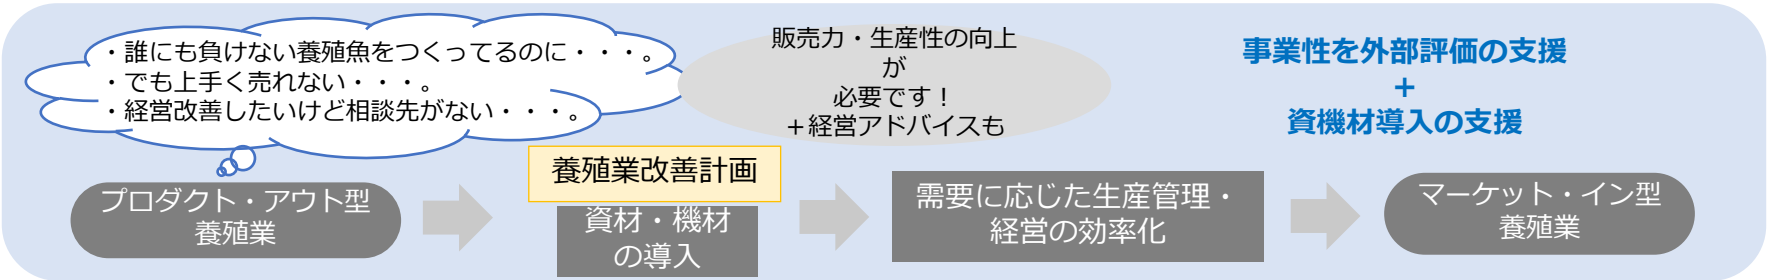 ・誰にも負けない養殖魚をつくってるのに・・・。
・でも上手く売れない・・・。
・経営改善したいけど相談先がない・・・。
販売力・生産性の向上
が
必要です！
＋経営アドバイスも
事業性を外部評価の支援
+
資機材導入の支援
プロダクト・アウト型
養殖業
養殖業改善計画
資材・機材
の導入
需要に応じた生産管理・
経営の効率化
マーケット・イン型
養殖業